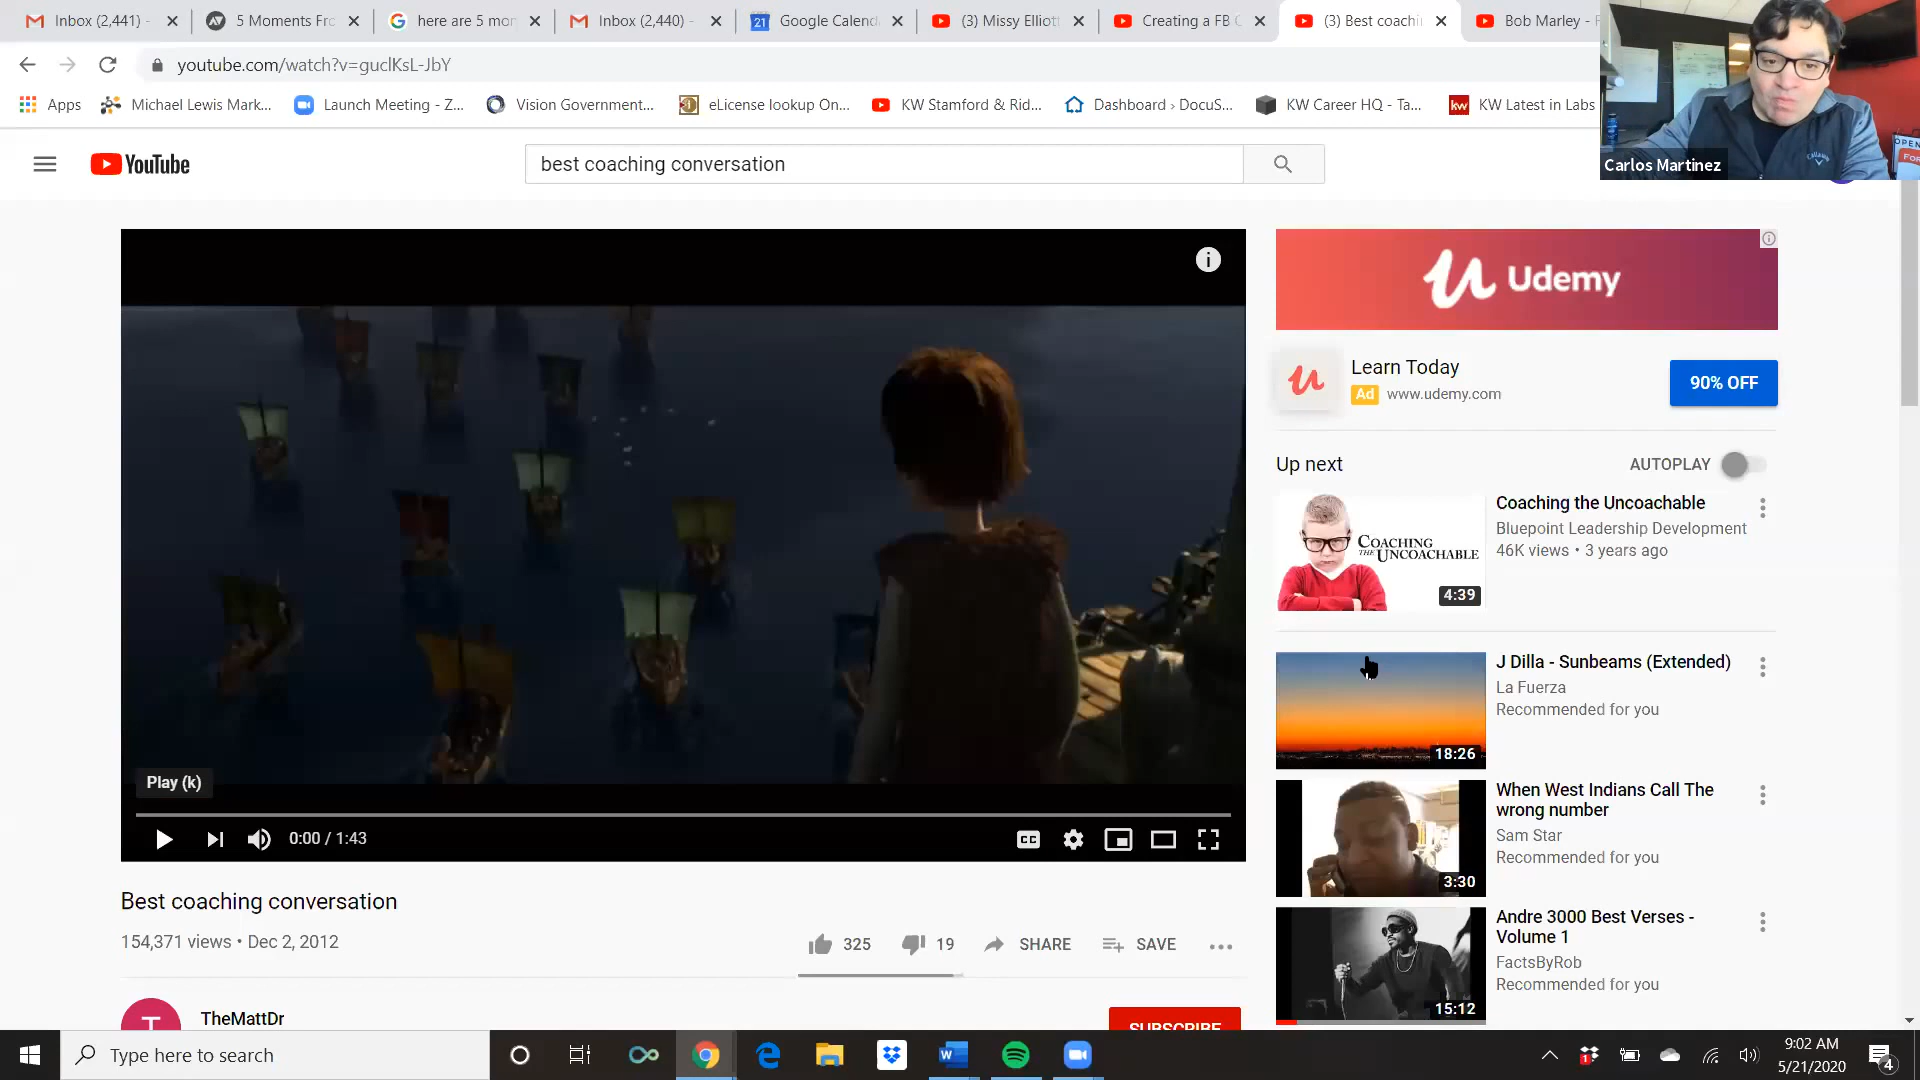 Inbox (2,441) -
5 Moments Fro
here are 5 mon
Inbox (2,440) -
Google Calend
(3) Missy Elliot
Creating a FB
(3) Best coachi
Bob Marley -
youtube.com/watch?v=guclKsL-JbY
Apps
Michael Lewis Mark...
Launch Meeting - Z...
Vision Government...
eLicense lookup On...
KW Stamford & Rid...
Dashboard › DocuS...
KW Career HQ - Ta...
kw
KW Latest in Labs
Callaway
OPEN
For
Carlos Martinez
YouTube
best coaching conversation
Udemy
Learn Today
Ad www.udemy.com
90% OFF
Up next
AUTOPLAY
COACHING
THE UNCOACHABLE
4:39
Coaching the Uncoachable
Bluepoint Leadership Development
46K views • 3 years ago
18:26
J Dilla - Sunbeams (Extended)
La Fuerza
Recommended for you
3:30
When West Indians Call The
wrong number
Sam Star
Recommended for you
15:12
Andre 3000 Best Verses -
Volume 1
FactsByRob
Recommended for you
Play (k)
0:00 / 1:43
CC
Best coaching conversation
154,371 views • Dec 2, 2012
325
19
SHARE
SAVE
T
TheMattDr
SUBSCRIBE
Type here to search
9:02 AM
5/21/2020
4